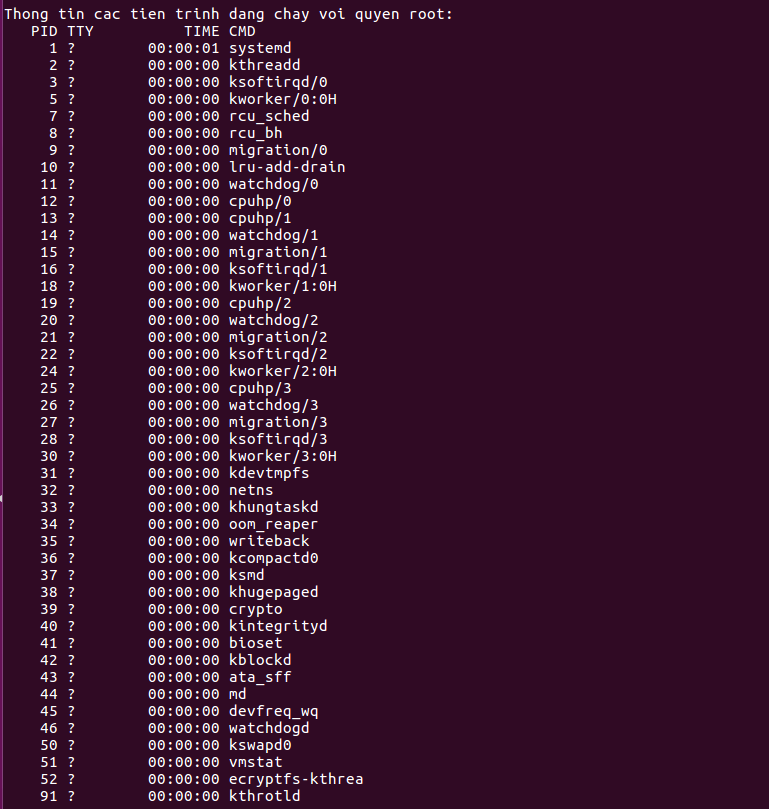 Thong tin cac tien trinh dang chay voi quyen root:
   PID TTY          TIME CMD
     1 ?        00:00:01 systemd
     2 ?        00:00:00 kthreadd
     3 ?        00:00:00 ksoftirqd/0
     5 ?        00:00:00 kworker/0:0H
     7 ?        00:00:00 rcu_sched
     8 ?        00:00:00 rcu_bh
     9 ?        00:00:00 migration/0
    10 ?        00:00:00 lru-add-drain
    11 ?        00:00:00 watchdog/0
    12 ?        00:00:00 cpuhp/0
    13 ?        00:00:00 cpuhp/1
    14 ?        00:00:00 watchdog/1
    15 ?        00:00:00 migration/1
    16 ?        00:00:00 ksoftirqd/1
    18 ?        00:00:00 kworker/1:0H
    19 ?        00:00:00 cpuhp/2
    20 ?        00:00:00 watchdog/2
    21 ?        00:00:00 migration/2
    22 ?        00:00:00 ksoftirqd/2
    24 ?        00:00:00 kworker/2:0H
    25 ?        00:00:00 cpuhp/3
    26 ?        00:00:00 watchdog/3
    27 ?        00:00:00 migration/3
    28 ?        00:00:00 ksoftirqd/3
    30 ?        00:00:00 kworker/3:0H
    31 ?        00:00:00 kdevtmpfs
    32 ?        00:00:00 netns
    33 ?        00:00:00 khungtaskd
    34 ?        00:00:00 oom_reaper
    35 ?        00:00:00 writeback
    36 ?        00:00:00 kcompactd0
    37 ?        00:00:00 ksmd
    38 ?        00:00:00 khugepaged
    39 ?        00:00:00 crypto
    40 ?        00:00:00 kintegrityd
    41 ?        00:00:00 bioset
    42 ?        00:00:00 kblockd
    43 ?        00:00:00 ata_sff
    44 ?        00:00:00 md
    45 ?        00:00:00 devfreq_wq
    46 ?        00:00:00 watchdogd
    50 ?        00:00:00 kswapd0
    51 ?        00:00:00 vmstat
    52 ?        00:00:00 ecryptfs-kthrea
    91 ?        00:00:00 kthrotld